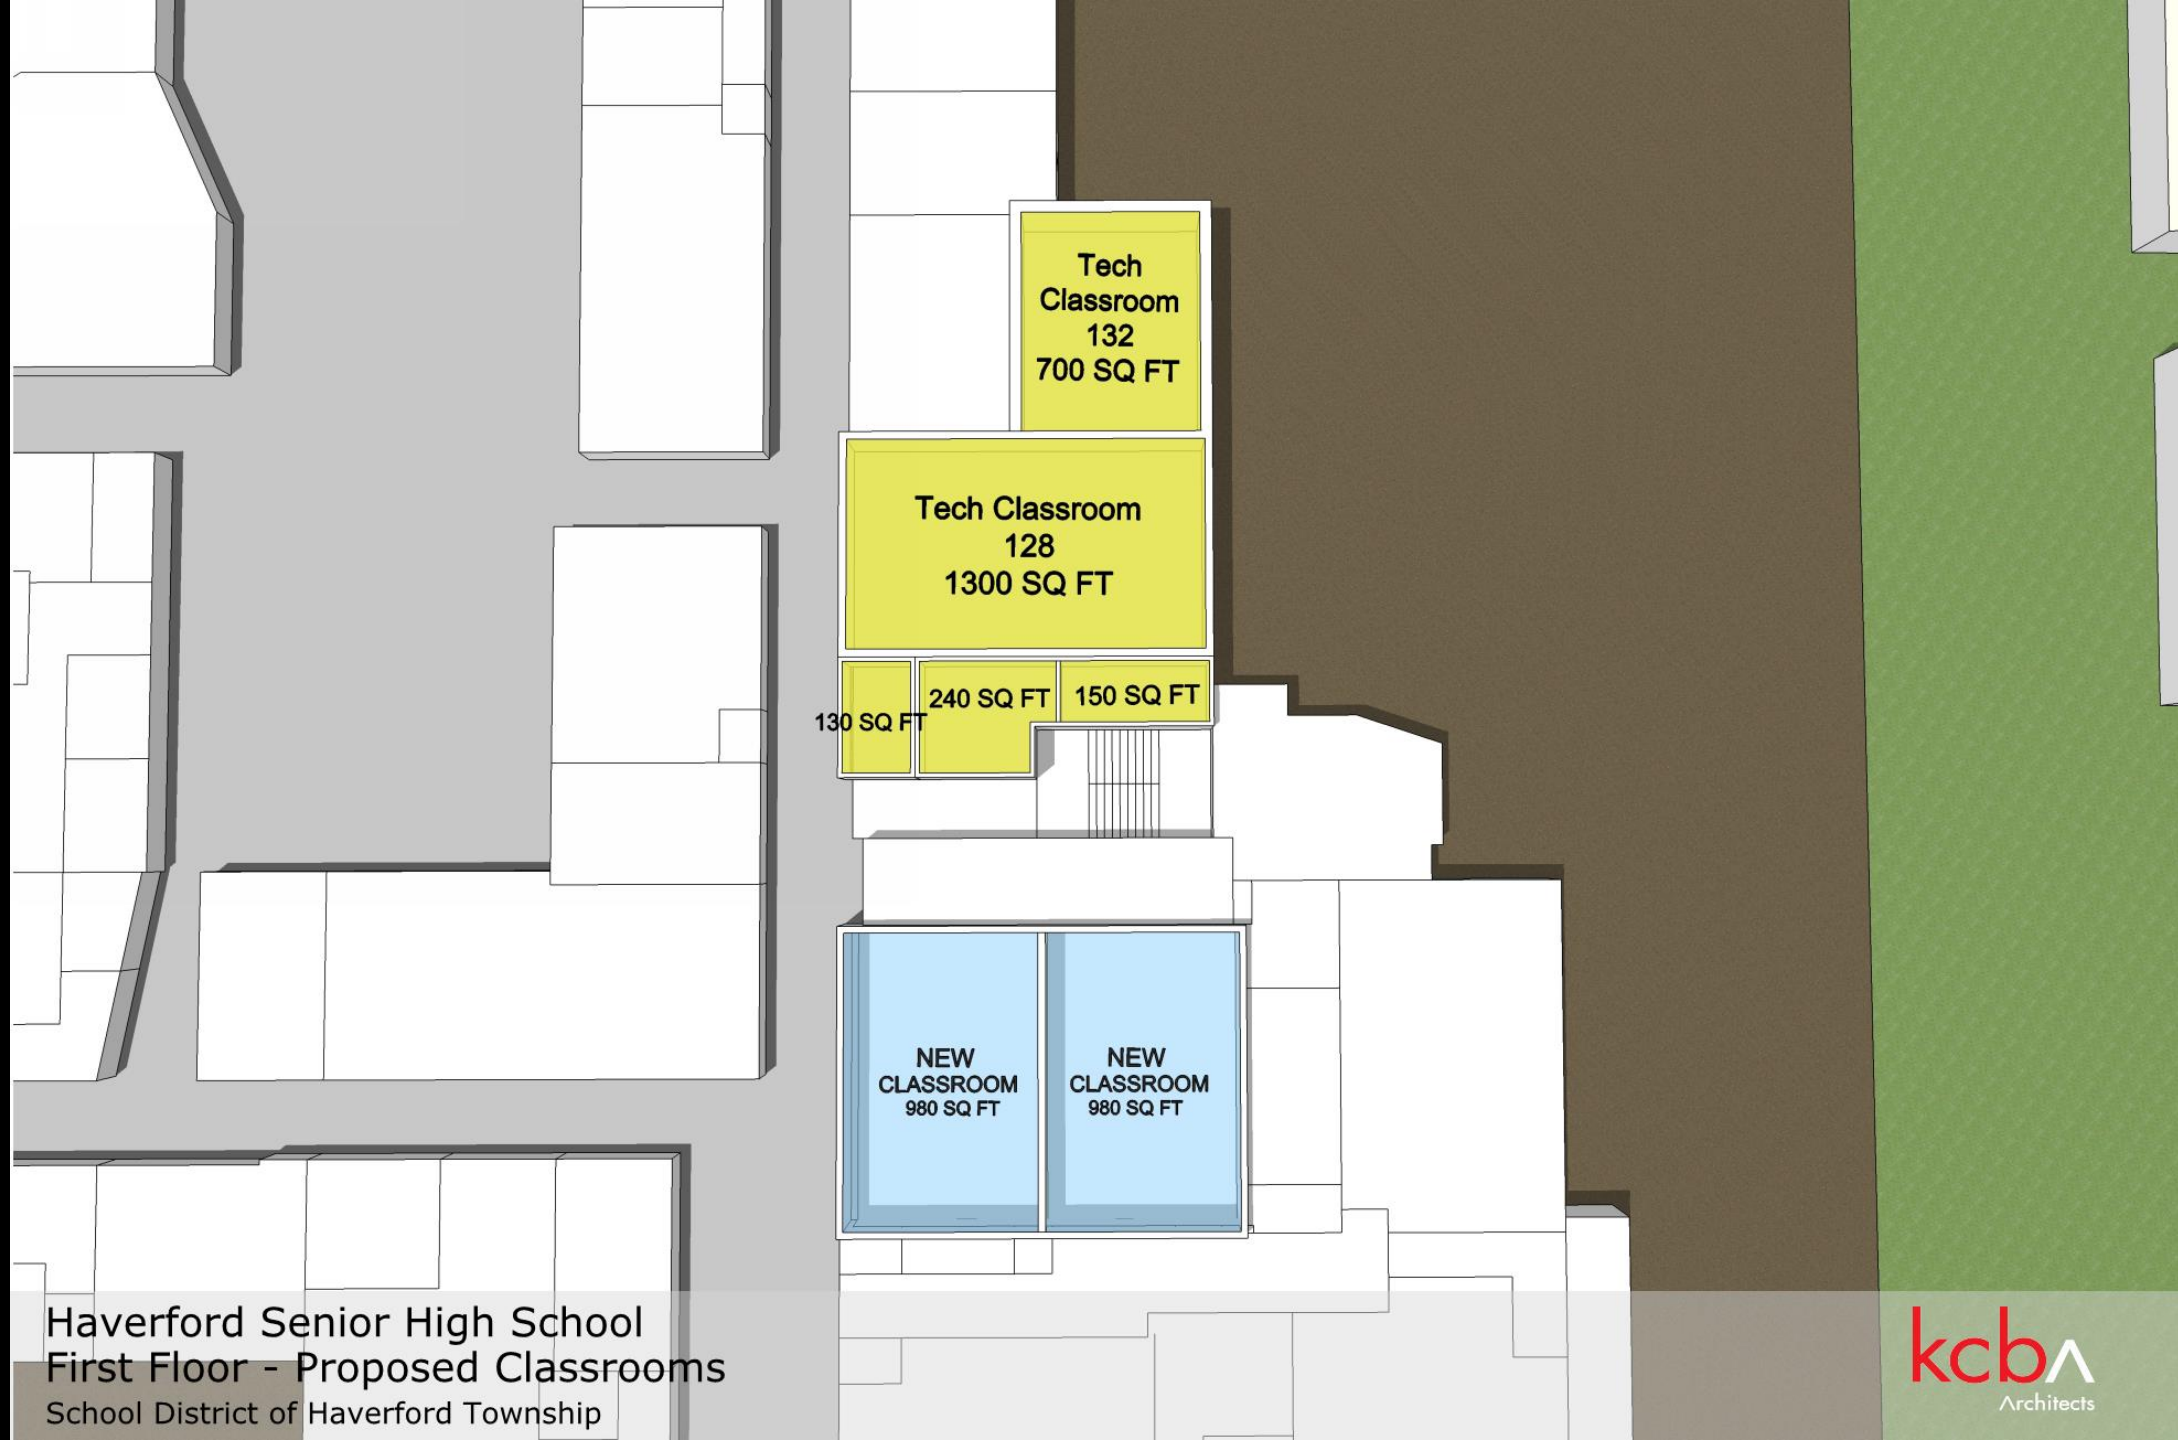 Tech
Classroom
132
700 SQ FT
Tech Classroom
128
1300 SQ FT
130 SQ FT
240 SQ FT
150 SQ FT
NEW
CLASSROOM
980 SQ FT
NEW
CLASSROOM
980 SQ FT
Haverford Senior High School
First Floor - Proposed Classrooms
School District of Haverford Township
kcbΛ
Λrchitects